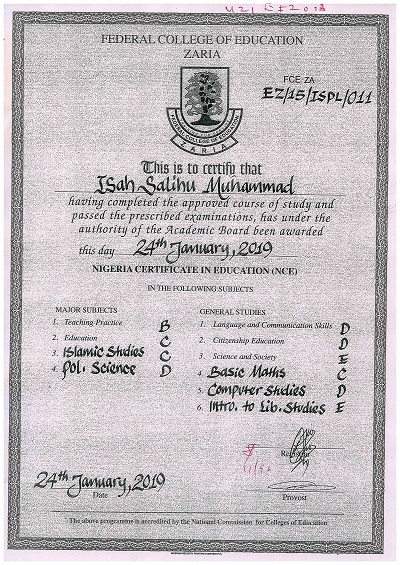 FEDERAL COLLEGE OF EDUCATION
ZARIA
FCE ZA
EZ/15/ISPL/011
FEDERAL COLLEGE OF EDUCATION
ZARIA
This is to certify that
Isah Salihu Muhammad
having completed the approved course of study and
passed the prescribed examinations, has under the
authority of the Academic Board been awarded
this day 24th January, 2019
NIGERIA CERTIFICATE IN EDUCATION (NCE)
IN THE FOLLOWING SUBJECTS
MAJOR SUBJECTS
1. Teaching Practice B
2. Education C
3. Islamic Studies C
4. Pol. Science D
GENERAL STUDIES
1. Language and Communication Skills D
2. Citizenship Education D
3. Science and Society E
4. Basic Maths C
5. Computer Studies D
6. Intro. to Lib. Studies E
24th January, 2019
Date
Registrar
Provost
The above programme is accredited by the National Commission for Colleges of Education